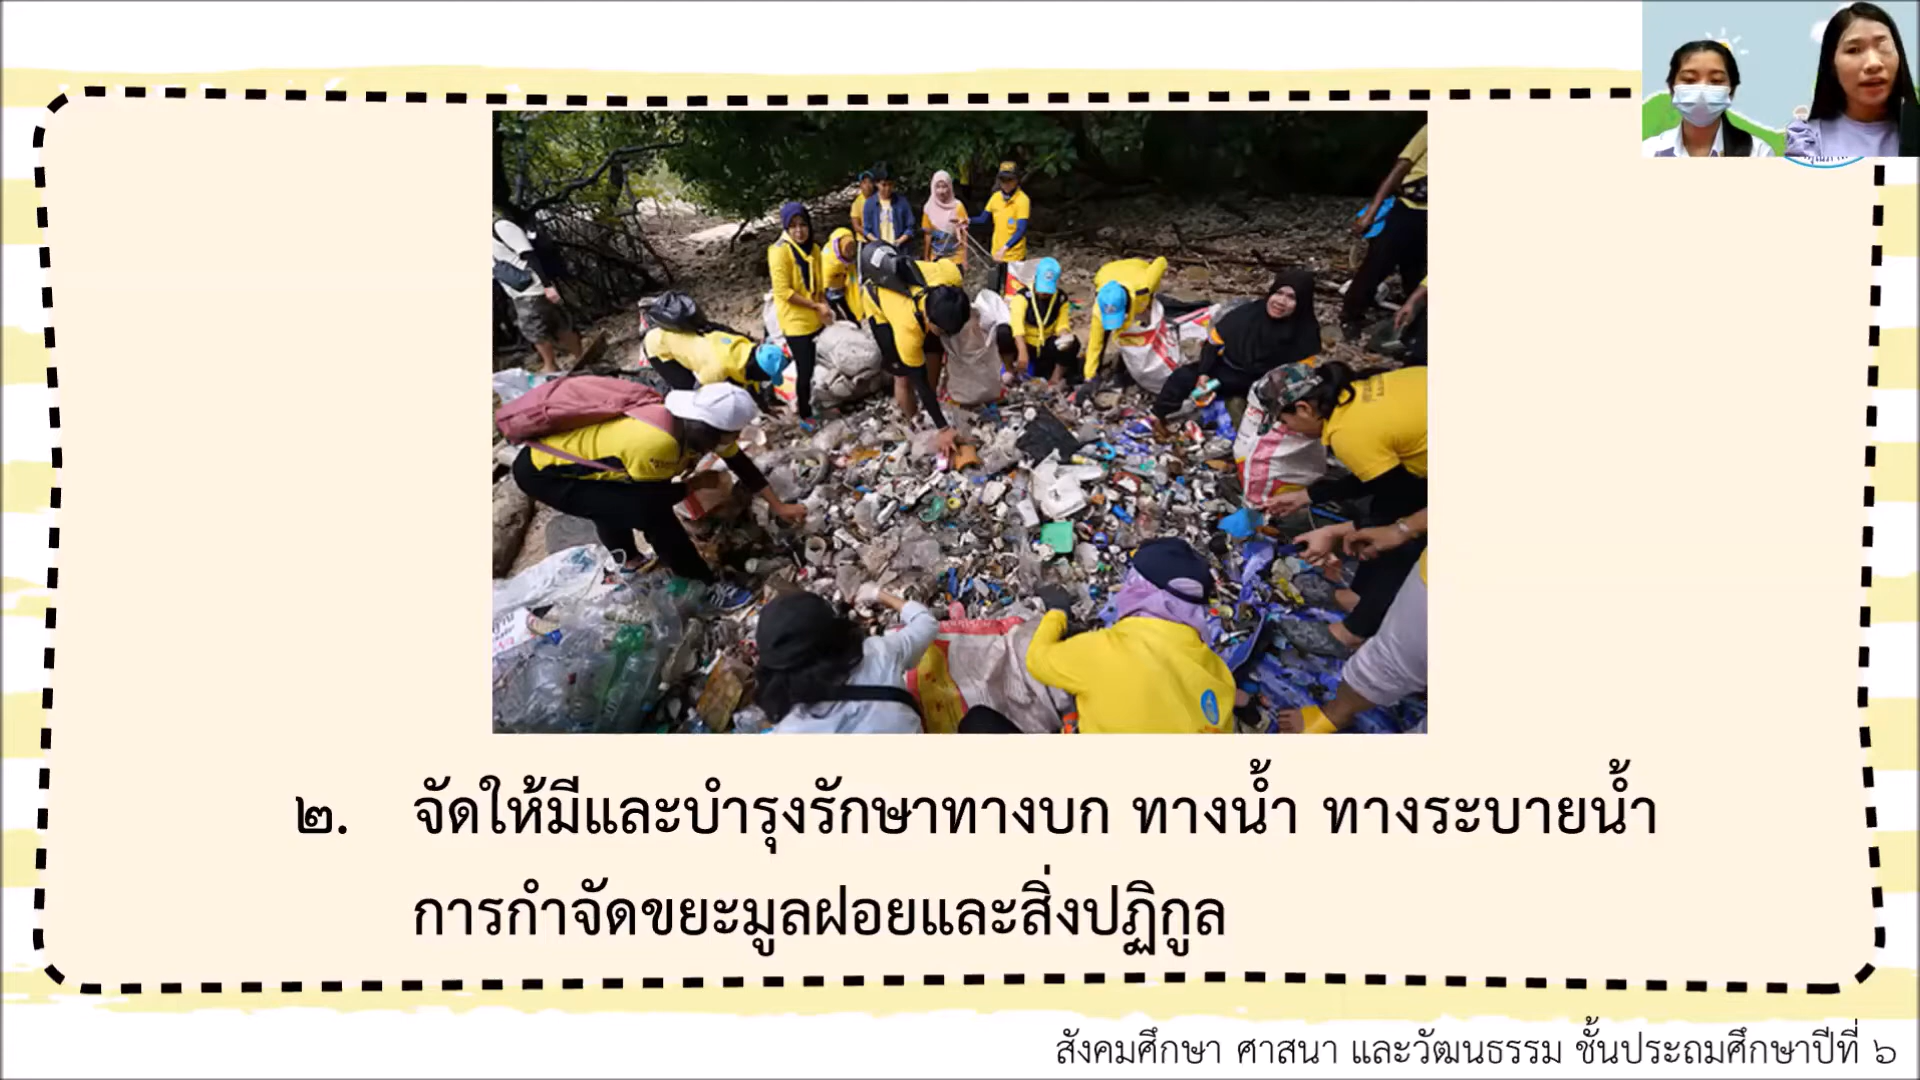 ๒. จัดให้มีและบำรุงรักษาทางบก ทางน้ำ ทางระบายน้ำ
การกำจัดขยะมูลฝอยและสิ่งปฏิกูล
สังคมศึกษา ศาสนา และวัฒนธรรม ชั้นประถมศึกษาปีที่ ๖